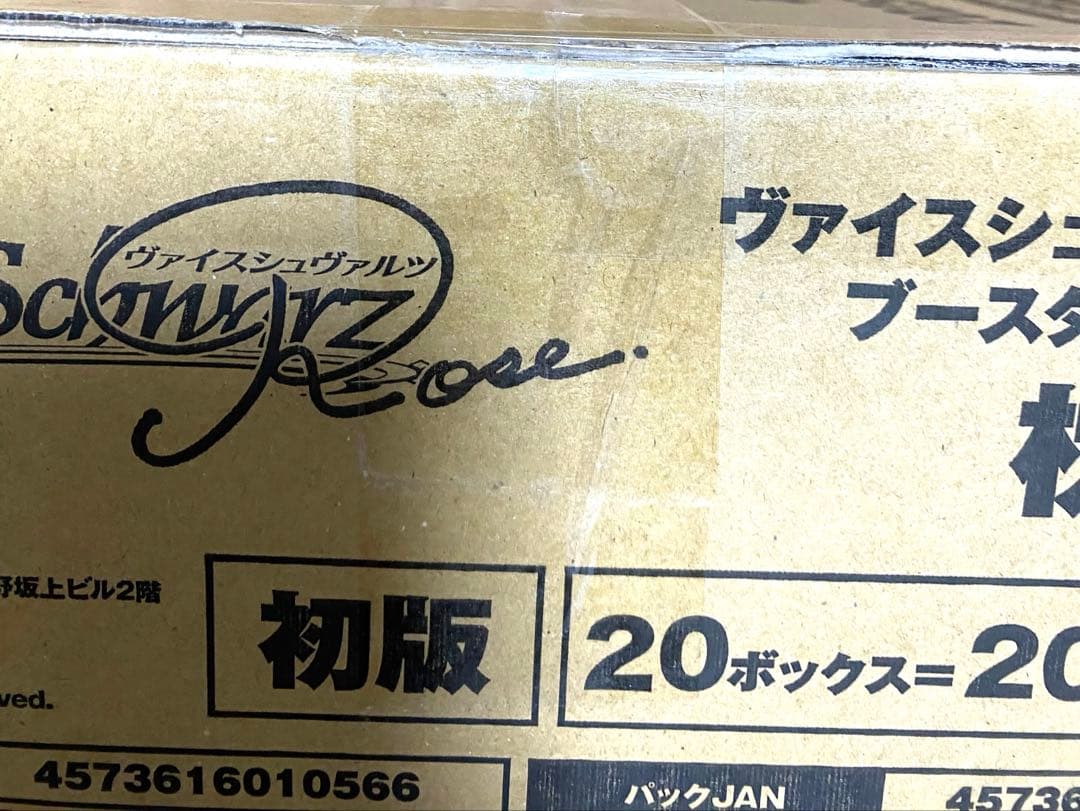 Schwarz
ヴァイスシュヴァルツ
Rose
ヴァイスシュ
ブースタ
野坂上ビル2階
ved.
初版
20ボックス=20
4573616010566
パックJAN
45736